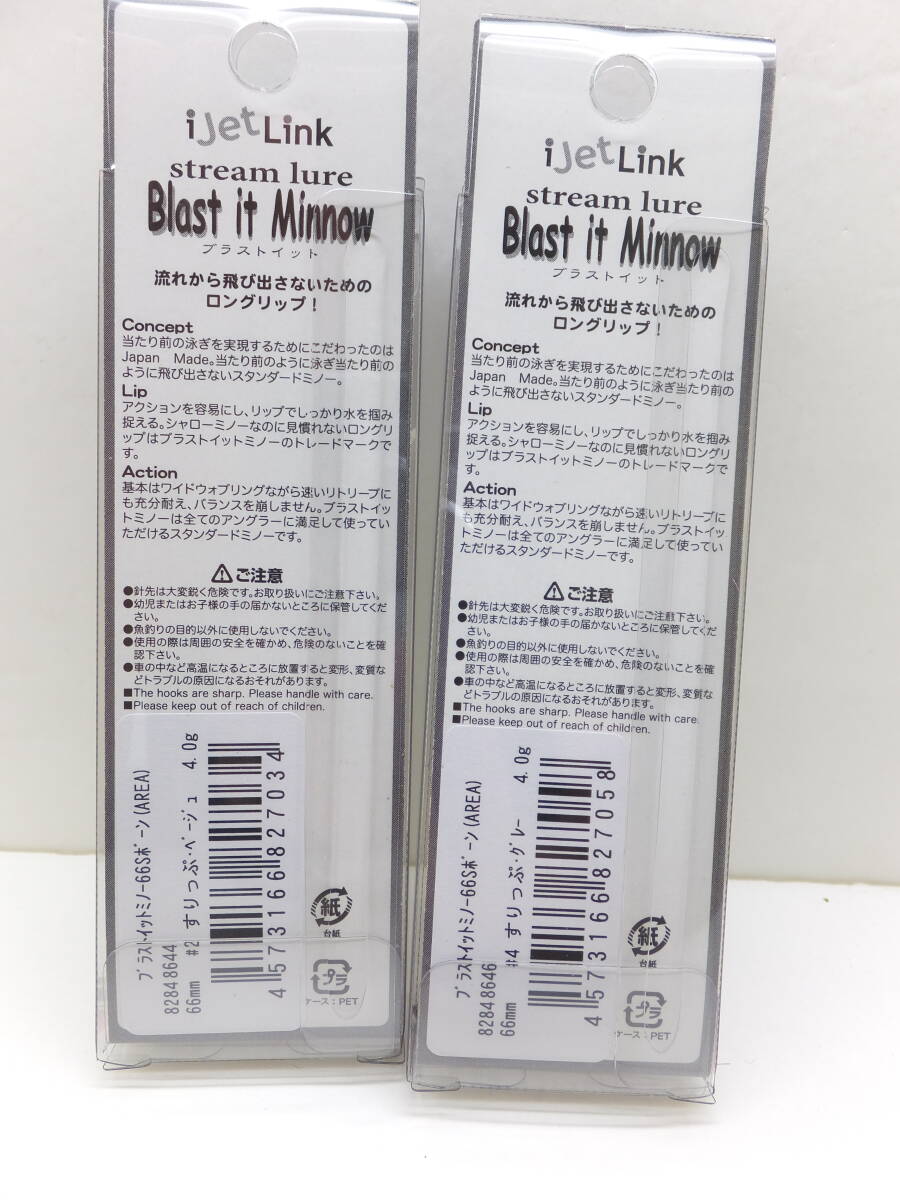 iJetLink
stream lure
Blast it Minnow
ブラストイット
流れから飛び出さないための
ロングリップ!
Concept
当たり前の泳ぎを実現するためにこだわったのは
Japan Made。当たり前のように泳ぎ当たり前の
ように飛び出さないスタンダードミノー。
Lip
アクションを容易にし、リップでしっかり水を掴み
捉える。シャローミノーなのに見慣れないロングリ
ップはブラストイットミノーのトレードマークで
す。
Action
基本はワイドウォブリングながら速いリトリーブに
も充分耐え、バランスを崩しません。ブラストイッ
トミノーは全てのアングラーに満足して使ってい
ただけるスタンダードミノーです。
⚠ご注意
●針先は大変鋭く危険です。お取り扱いにご注意下さい。
●幼児またはお子様の手の届かないところに保管してくだ
さい。
●魚釣りの目的以外に使用しないでください。
●使用の際は周囲の安全を確かめ、危険のないことを確
認下さい。
●車の中など高温になるところに放置すると変形、変質な
どトラブルの原因になるおそれがあります。
■The hooks are sharp. Please handle with care.
■Please keep out of reach of children.
ﾌﾞﾗｽﾄｲｯﾄﾐﾉｰ66Sﾎﾞｰﾝ(AREA)
82848644
66mm #2 すりっぷ･ﾍﾞｰｼﾞｭ 4.0g
4573166827034
紙
台紙
プラ
ケース:PET
iJetLink
stream lure
Blast it Minnow
ブラストイット
流れから飛び出さないための
ロングリップ!
Concept
当たり前の泳ぎを実現するためにこだわったのは
Japan Made。当たり前のように泳ぎ当たり前の
ように飛び出さないスタンダードミノー。
Lip
アクションを容易にし、リップでしっかり水を掴み
捉える。シャローミノーなのに見慣れないロングリ
ップはブラストイットミノーのトレードマークで
す。
Action
基本はワイドウォブリングながら速いリトリーブに
も充分耐え、バランスを崩しません。ブラストイッ
トミノーは全てのアングラーに満足して使ってい
ただけるスタンダードミノーです。
⚠ご注意
●針先は大変鋭く危険です。お取り扱いにご注意下さい。
●幼児またはお子様の手の届かないところに保管してくだ
さい。
●魚釣りの目的以外に使用しないでください。
●使用の際は周囲の安全を確かめ、危険のないことを確
認下さい。
●車の中など高温になるところに放置すると変形、変質な
どトラブルの原因になるおそれがあります。
■The hooks are sharp. Please handle with care.
■Please keep out of reach of children.
ﾌﾞﾗｽﾄｲｯﾄﾐﾉｰ66Sﾎﾞｰﾝ(AREA)
82848646
66mm #4 すりっぷ･ｸﾞﾚｰ 4.0g
4573166827058
紙
台紙
プラ
ケース:PET